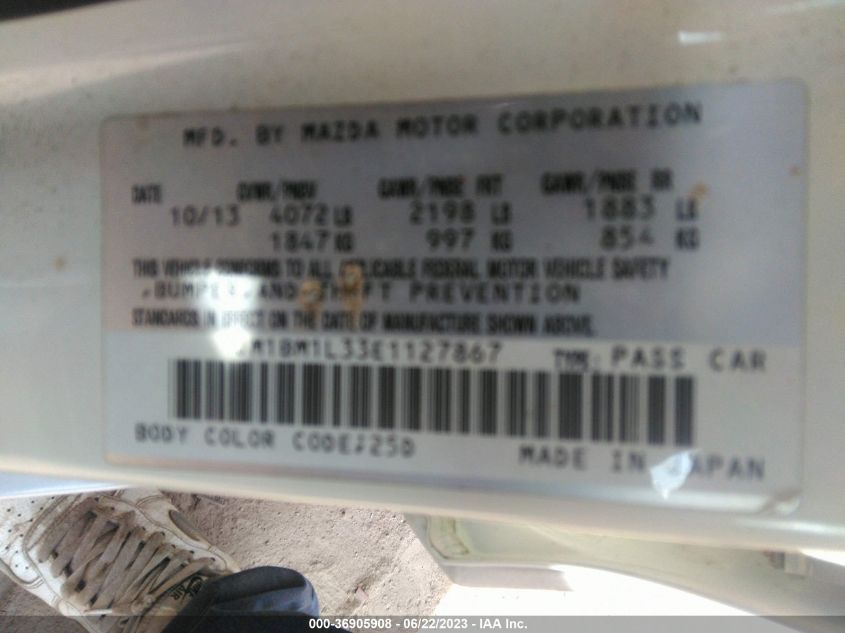 MFD. BY MAZDA MOTOR CORPORATION
DATE GVWR/PNBV GAWR/PNBE FRT GAWR/PNBE RR
10/13 4072 LB 2198 LB 1883 LB
1847 KG 997 KG 854 KG
THIS VEHICLE CONFORMS TO ALL APPLICABLE FEDERAL MOTOR VEHICLE SAFETY
,BUMPER,AND THEFT PREVENTION
STANDARDS IN EFFECT ON THE DATE OF MANUFACTURE SHOWN ABOVE.
M1BM1L33E1127867 TYPE: PASS CAR
BODY COLOR CODE:25D
MADE IN JAPAN
000-36905908 - 06/22/2023 - IAA Inc.